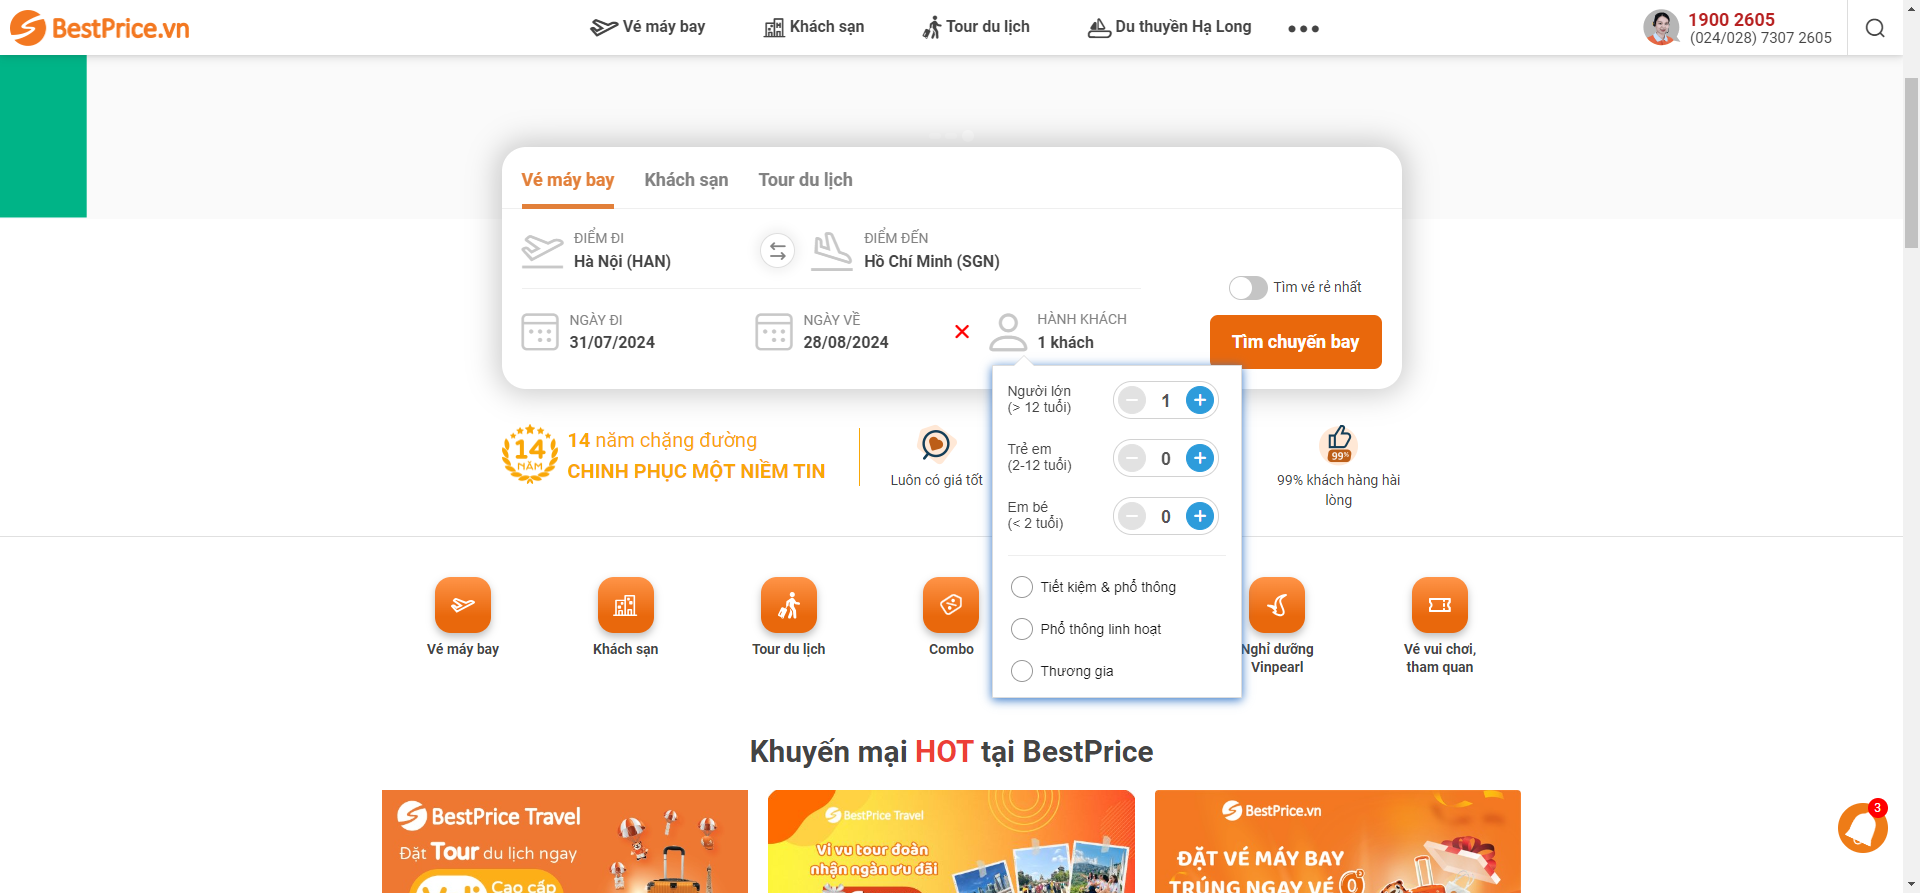 BestPrice.vn
Vé máy bay
Khách sạn
Tour du lịch
Du thuyền Hạ Long
1900 2605
(024/028) 7307 2605
Vé máy bay
Khách sạn
Tour du lịch
ĐIỂM ĐI
Hà Nội (HAN)
ĐIỂM ĐẾN
Hồ Chí Minh (SGN)
Tìm vé rẻ nhất
NGÀY ĐI
31/07/2024
NGÀY VỀ
28/08/2024
HÀNH KHÁCH
1 khách
Tìm chuyến bay
Người lớn
(> 12 tuổi)
1
Trẻ em
(2-12 tuổi)
0
Em bé
(< 2 tuổi)
0
Tiết kiệm & phổ thông
Phổ thông linh hoạt
Thương gia
14
NĂM
14 năm chặng đường
CHINH PHỤC MỘT NIỀM TIN
Luôn có giá tốt
99%
99% khách hàng hài
lòng
Vé máy bay
Khách sạn
Tour du lịch
Combo
Nghỉ dưỡng
Vinpearl
Vé vui chơi,
tham quan
Khuyến mại HOT tại BestPrice
BestPrice Travel
Đặt Tour du lịch ngay
Cao cấp
BestPrice Travel
Vi vu tour đoàn
nhận ngàn ưu đãi
BestPrice.vn
ĐẶT VÉ MÁY BAY
TRÚNG NGAY VÉ 0
3